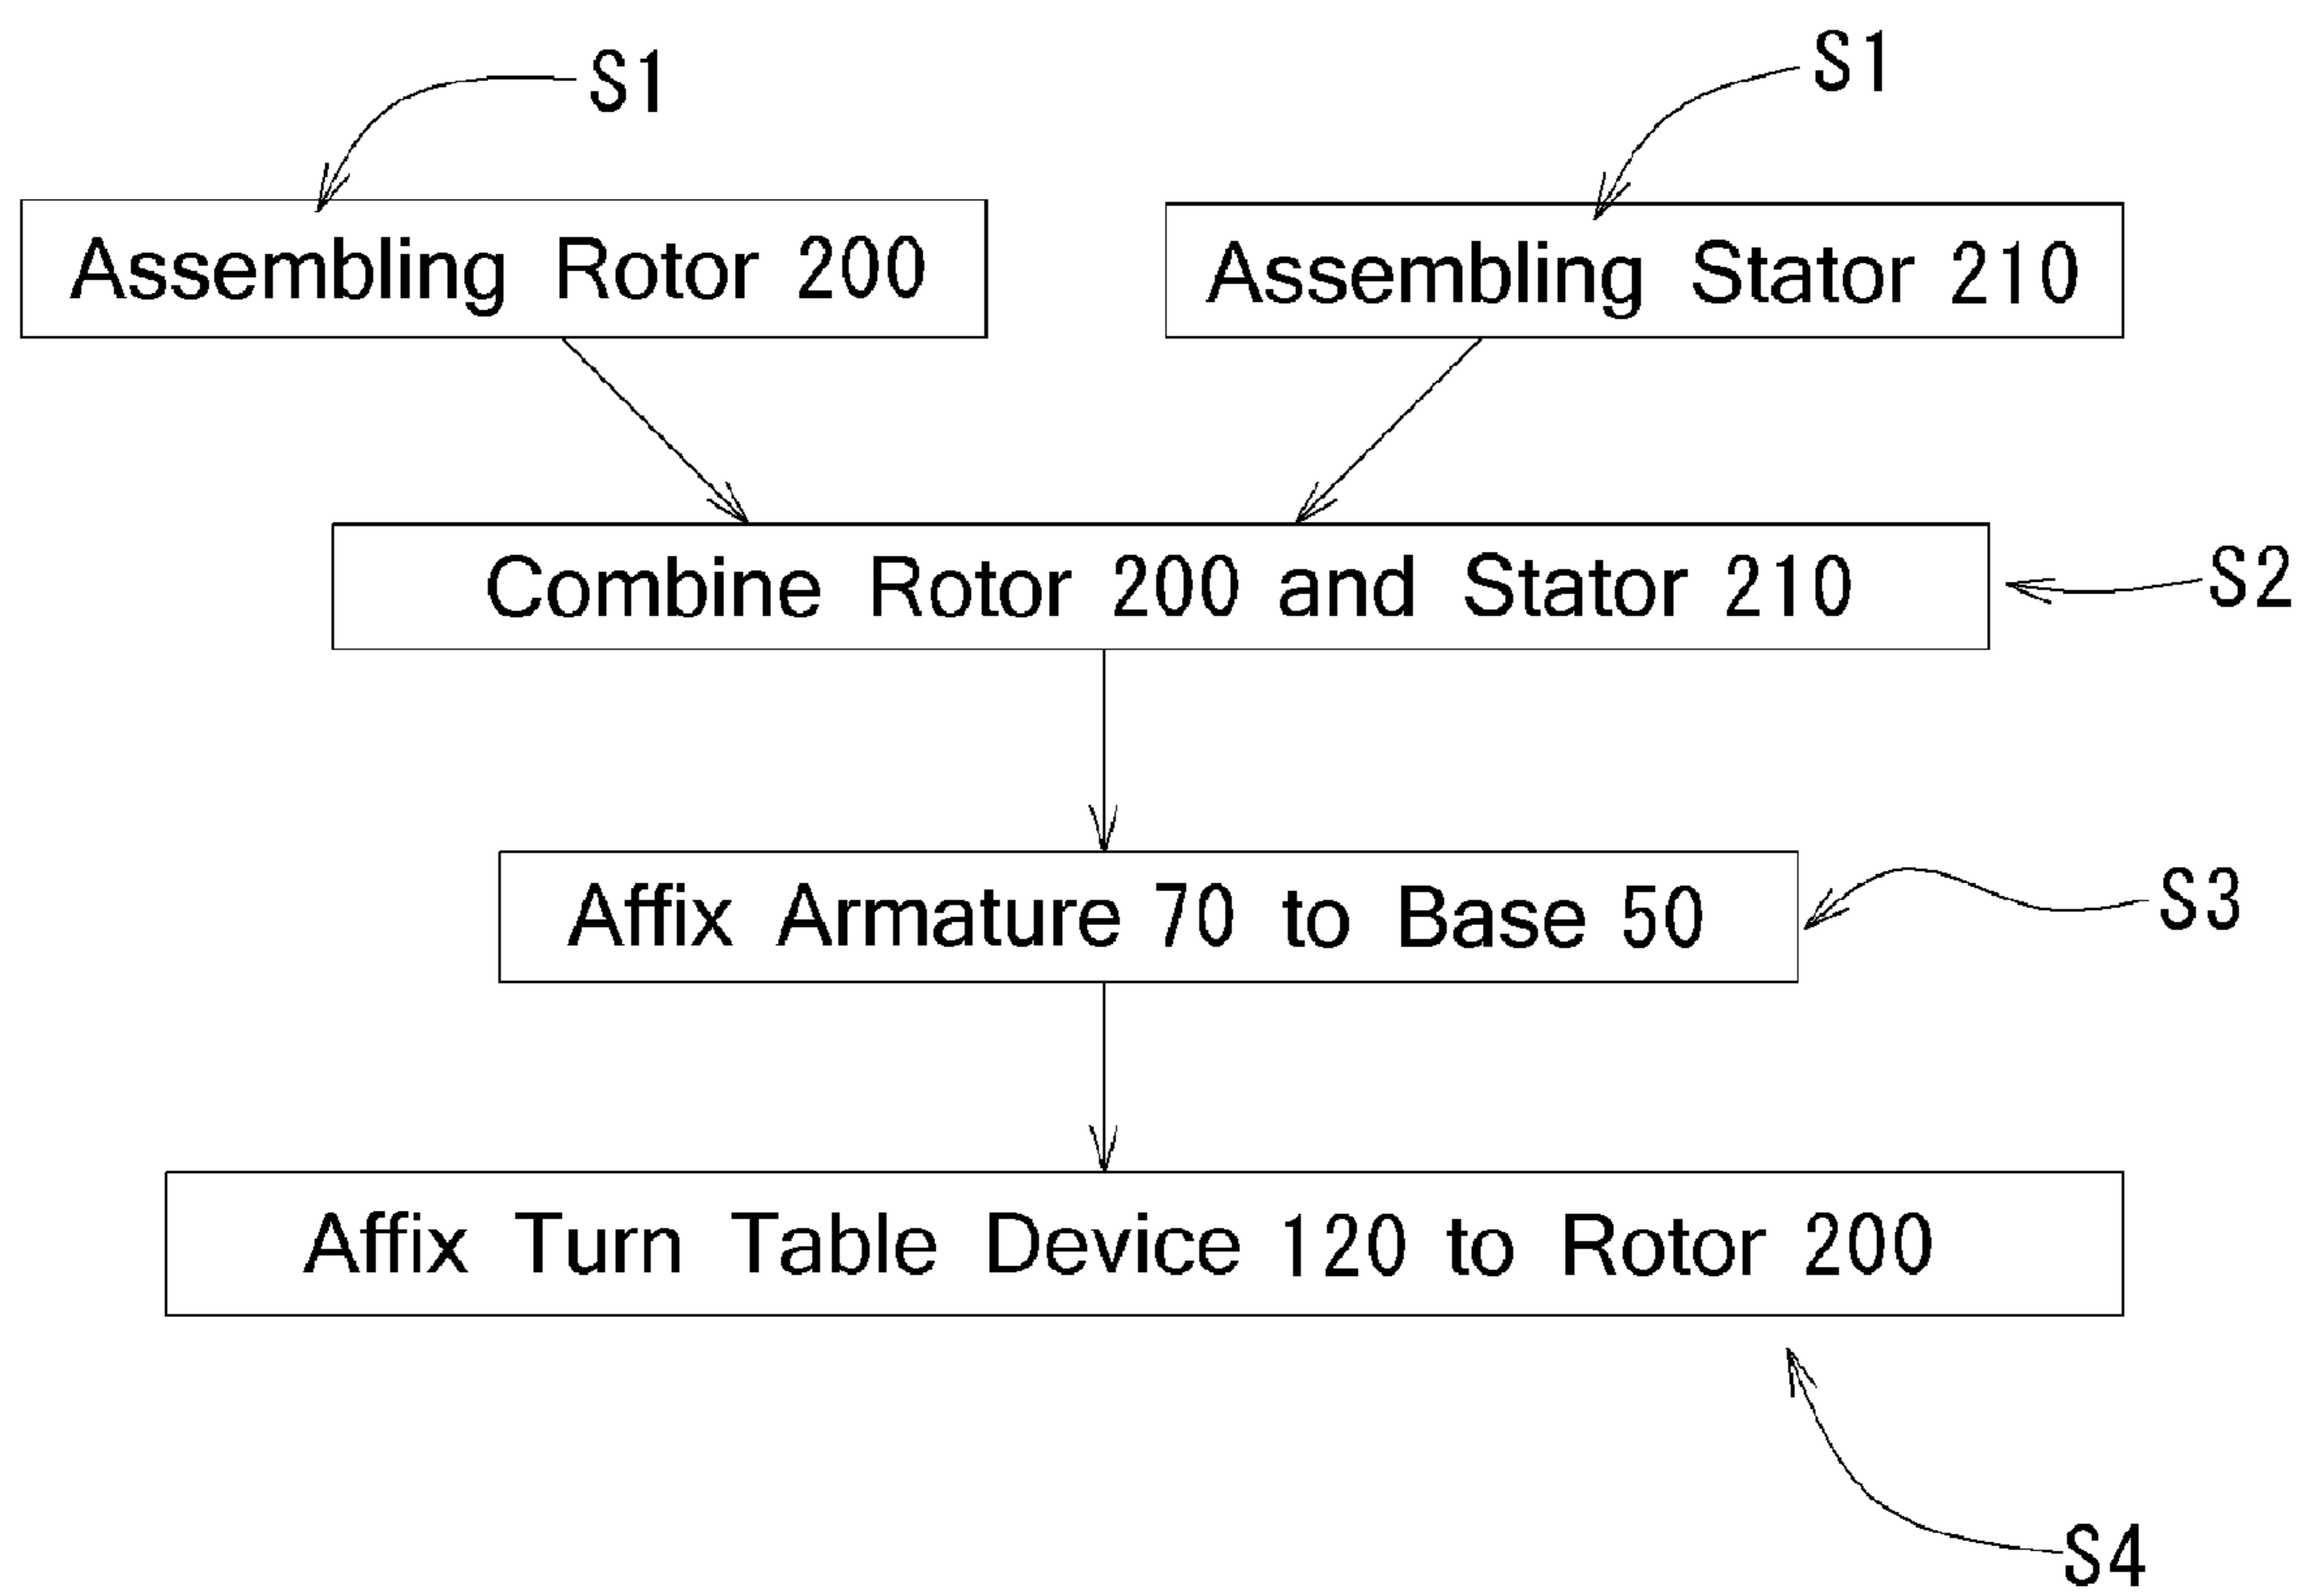 S1
S1
Assembling Rotor 200
Assembling Stator 210
Combine Rotor 200 and Stator 210
S2
Affix Armature 70 to Base 50
S3
Affix Turn Table Device 120 to Rotor 200
S4